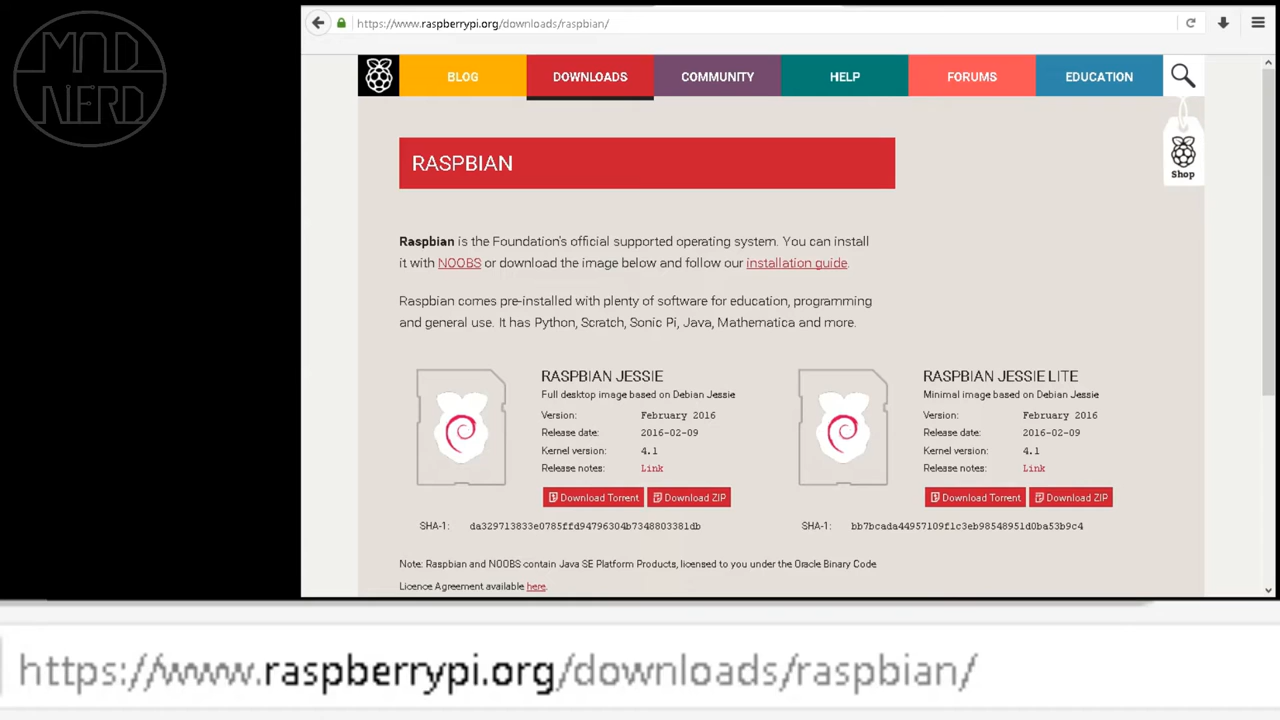 MAD
NERD
https://www.raspberrypi.org/downloads/raspbian/
BLOG
DOWNLOADS
COMMUNITY
HELP
FORUMS
EDUCATION
Shop
RASPBIAN
Raspbian is the Foundation's official supported operating system. You can install
it with NOOBS or download the image below and follow our installation guide.
Raspbian comes pre-installed with plenty of software for education, programming
and general use. It has Python, Scratch, Sonic Pi, Java, Mathematica and more.
RASPBIAN JESSIE
Full desktop image based on Debian Jessie
Version: February 2016
Release date: 2016-02-09
Kernel version: 4.1
Release notes: Link
Download Torrent Download ZIP
SHA-1: da329713833e0785ffd94796304b7348803381db
RASPBIAN JESSIE LITE
Minimal image based on Debian Jessie
Version: February 2016
Release date: 2016-02-09
Kernel version: 4.1
Release notes: Link
Download Torrent Download ZIP
SHA-1: bb7bcada44957109f1c3eb98548951d0ba53b9c4
Note: Raspbian and NOOBS contain Java SE Platform Products, licensed to you under the Oracle Binary Code
Licence Agreement available here.
https://www.raspberrypi.org/downloads/raspbian/